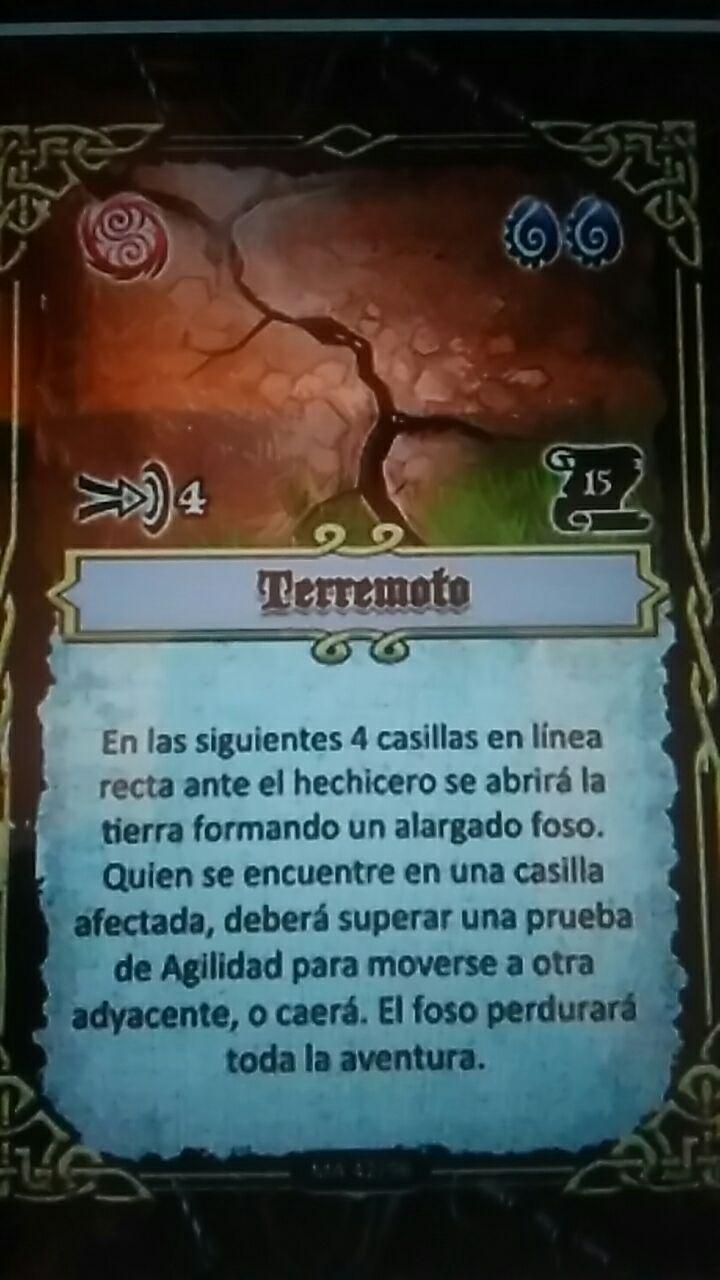 4
15
Terremoto
En las siguientes 4 casillas en línea
recta ante el hechicero se abrirá la
tierra formando un alargado foso.
Quien se encuentre en una casilla
afectada, deberá superar una prueba
de Agilidad para moverse a otra
adyacente, o caerá. El foso perdurará
toda la aventura.